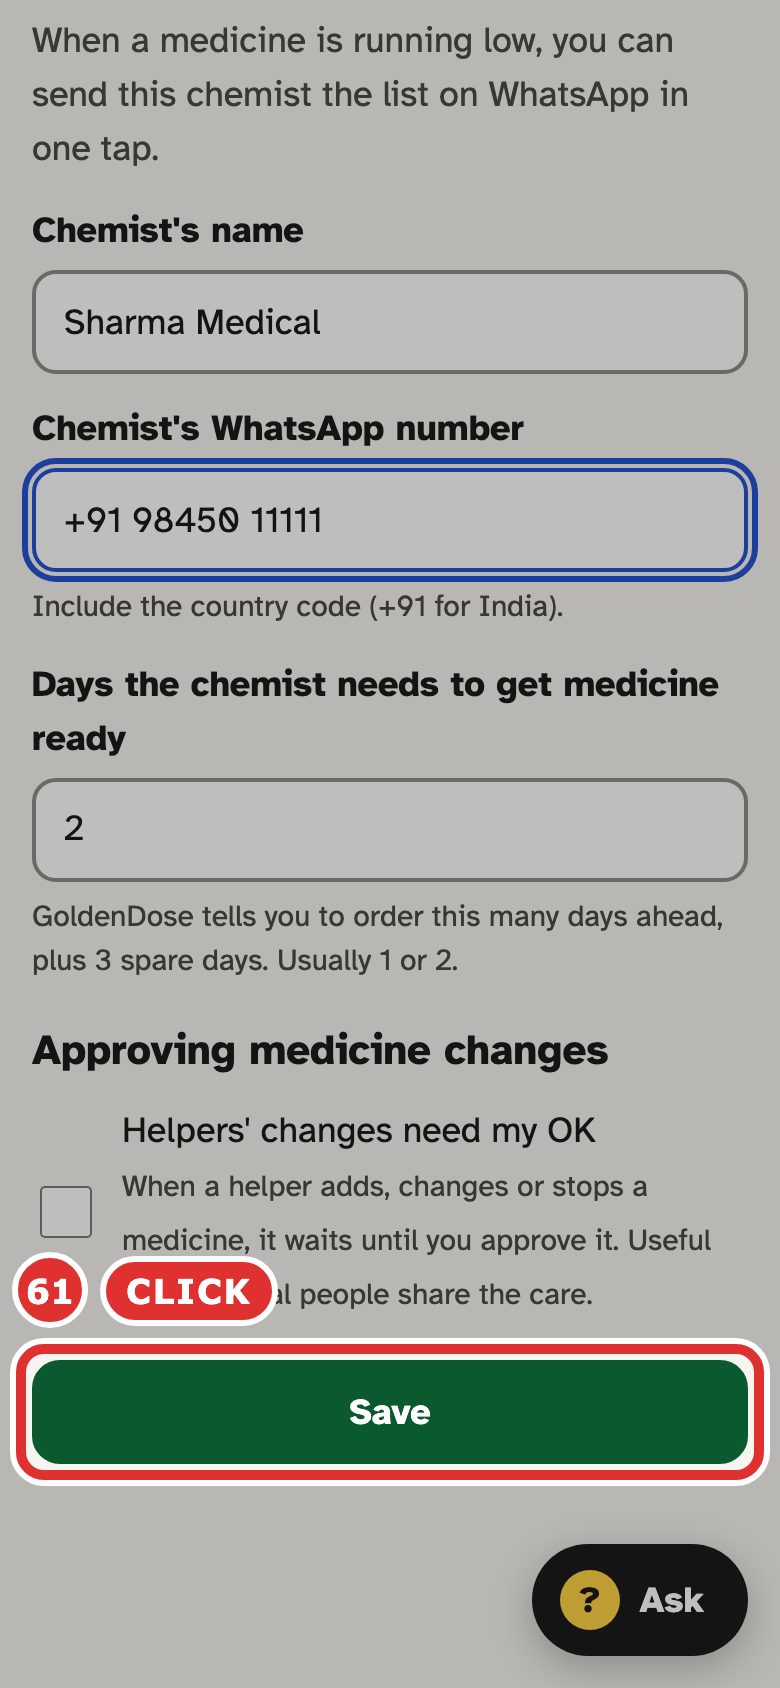 When a medicine is running low, you can
send this chemist the list on WhatsApp in
one tap.
Chemist's name
Sharma Medical
Chemist's WhatsApp number
+91 98450 11111
Include the country code (+91 for India).
Days the chemist needs to get medicine
ready
2
GoldenDose tells you to order this many days ahead,
plus 3 spare days. Usually 1 or 2.
Approving medicine changes
Helpers' changes need my OK
When a helper adds, changes or stops a
medicine, it waits until you approve it. Useful
people share the care.
61 CLICK
Save
? Ask